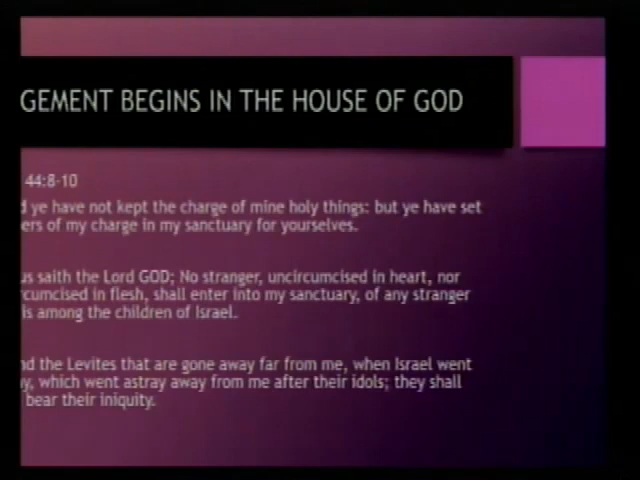 GEMENT BEGINS IN THE HOUSE OF GOD
44:8-10
d ye have not kept the charge of mine holy things: but ye have set
ers of my charge in my sanctuary for yourselves.
us saith the Lord GOD; No stranger, uncircumcised in heart, nor
rcumcised in flesh, shall enter into my sanctuary, of any stranger
is among the children of Israel.
nd the Levites that are gone away far from me, when Israel went
y, which went astray away from me after their idols; they shall
bear their iniquity.